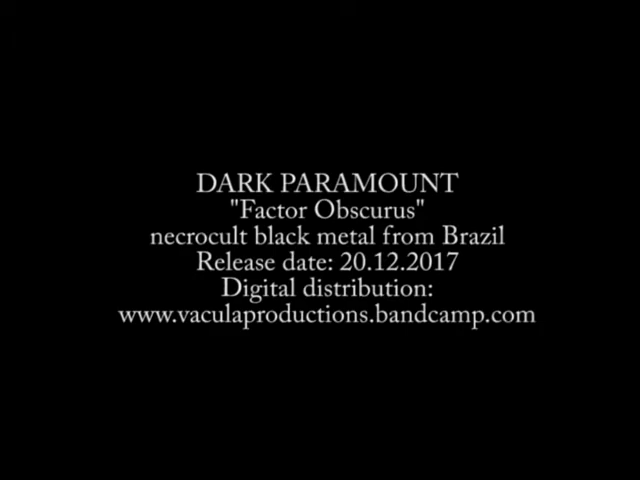 DARK PARAMOUNT
"Factor Obscurus"
necrocult black metal from Brazil
Release date: 20.12.2017
Digital distribution:
www.vaculaproductions.bandcamp.com